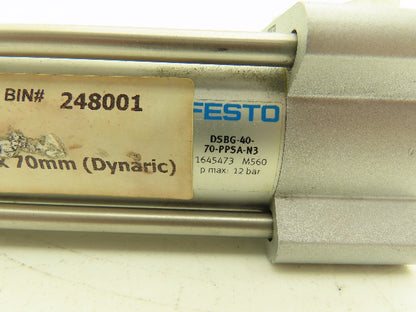 BIN# 248001
x 70mm (Dynaric)
FESTO
DSBG-40-
70-PPSA-N3
1645473 M560
p max: 12 bar